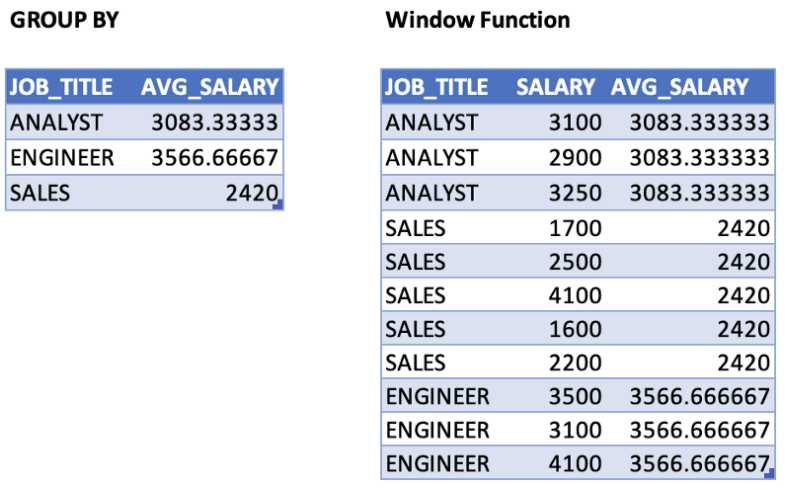 GROUP BY
JOB_TITLE AVG_SALARY
ANALYST 3083.33333
ENGINEER 3566.66667
SALES 2420
Window Function
JOB_TITLE SALARY AVG_SALARY
ANALYST 3100 3083.333333
ANALYST 2900 3083.333333
ANALYST 3250 3083.333333
SALES 1700 2420
SALES 2500 2420
SALES 4100 2420
SALES 1600 2420
SALES 2200 2420
ENGINEER 3500 3566.666667
ENGINEER 3100 3566.666667
ENGINEER 4100 3566.666667